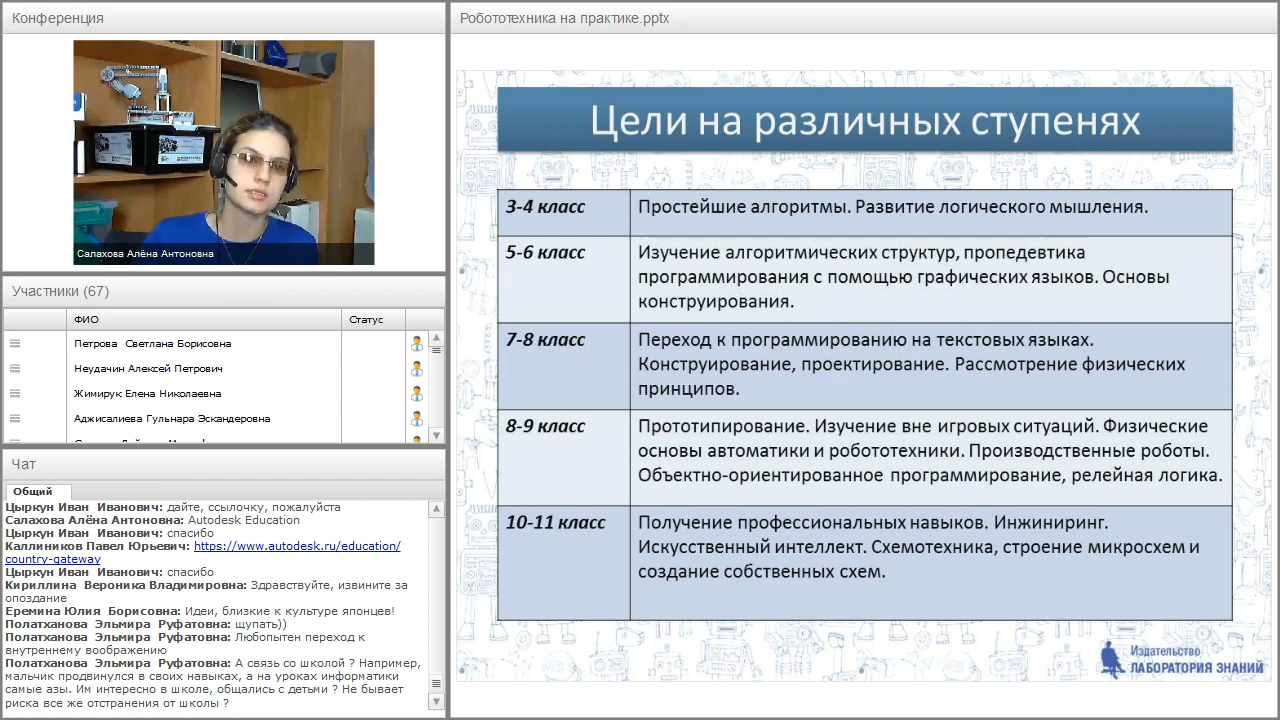 Конференция
Салахова Алёна Антоновна
Участники (67)
ФИО
Статус
Петрова Светлана Борисовна
Неудачин Алексей Петрович
Жимирук Елена Николаевна
Аджисалиева Гульнара Эскандеровна
Чат
Общий
Цыркун Иван Иванович: дайте, ссылочку, пожалуйста
Салахова Алёна Антоновна: Autodesk Education
Цыркун Иван Иванович: спасибо
Каллиников Павел Юрьевич: https://www.autodesk.ru/education/
country-gateway
Цыркун Иван Иванович: спасибо
Кириллина Вероника Владимировна: Здравствуйте, извините за
опоздание
Еремина Юлия Борисовна: Идеи, близкие к культуре японцев!
Полатханова Эльмира Руфатовна: щупать))
Полатханова Эльмира Руфатовна: Любопытен переход к
внутреннему воображению
Полатханова Эльмира Руфатовна: А связь со школой ? Например,
мальчик продвинулся в своих навыках, а на уроках информатики
самые азы. Им интересно в школе, общались с детьми ? Не бывает
риска все же отстранения от школы ?
Робототехника на практике.pptx
Цели на различных ступенях
3-4 класс
Простейшие алгоритмы. Развитие логического мышления.
5-6 класс
Изучение алгоритмических структур, пропедевтика
программирования с помощью графических языков. Основы
конструирования.
7-8 класс
Переход к программированию на текстовых языках.
Конструирование, проектирование. Рассмотрение физических
принципов.
8-9 класс
Прототипирование. Изучение вне игровых ситуаций. Физические
основы автоматики и робототехники. Производственные роботы.
Объектно-ориентированное программирование, релейная логика.
10-11 класс
Получение профессиональных навыков. Инжиниринг.
Искусственный интеллект. Схемотехника, строение микросхем и
создание собственных схем.
Издательство
ЛАБОРАТОРИЯ ЗНАНИЙ